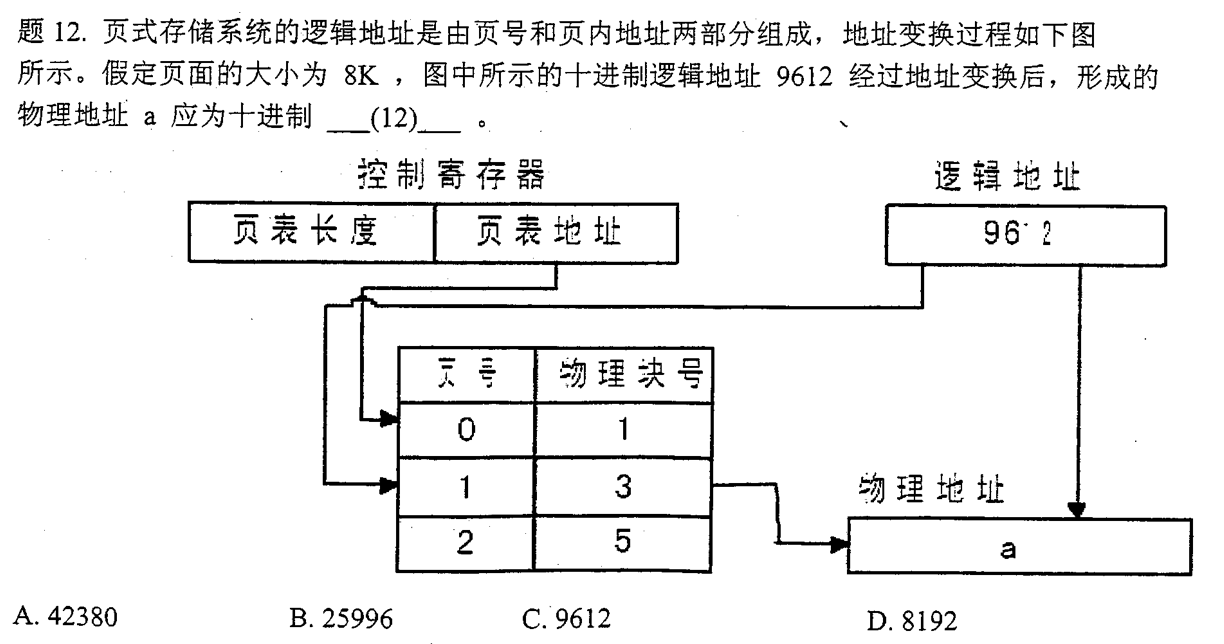 题 12. 页式存储系统的逻辑地址是由页号和页内地址两部分组成，地址变换过程如下图
所示。假定页面的大小为 8K ，图中所示的十进制逻辑地址 9612 经过地址变换后，形成的
物理地址 a 应为十进制 ___(12)___ 。
控制寄存器
逻辑地址
页表长度 页表地址
96 2
页号 物理块号
0 1
1 3
2 5
物理地址
a
A. 42380 B. 25996 C. 9612 D. 8192